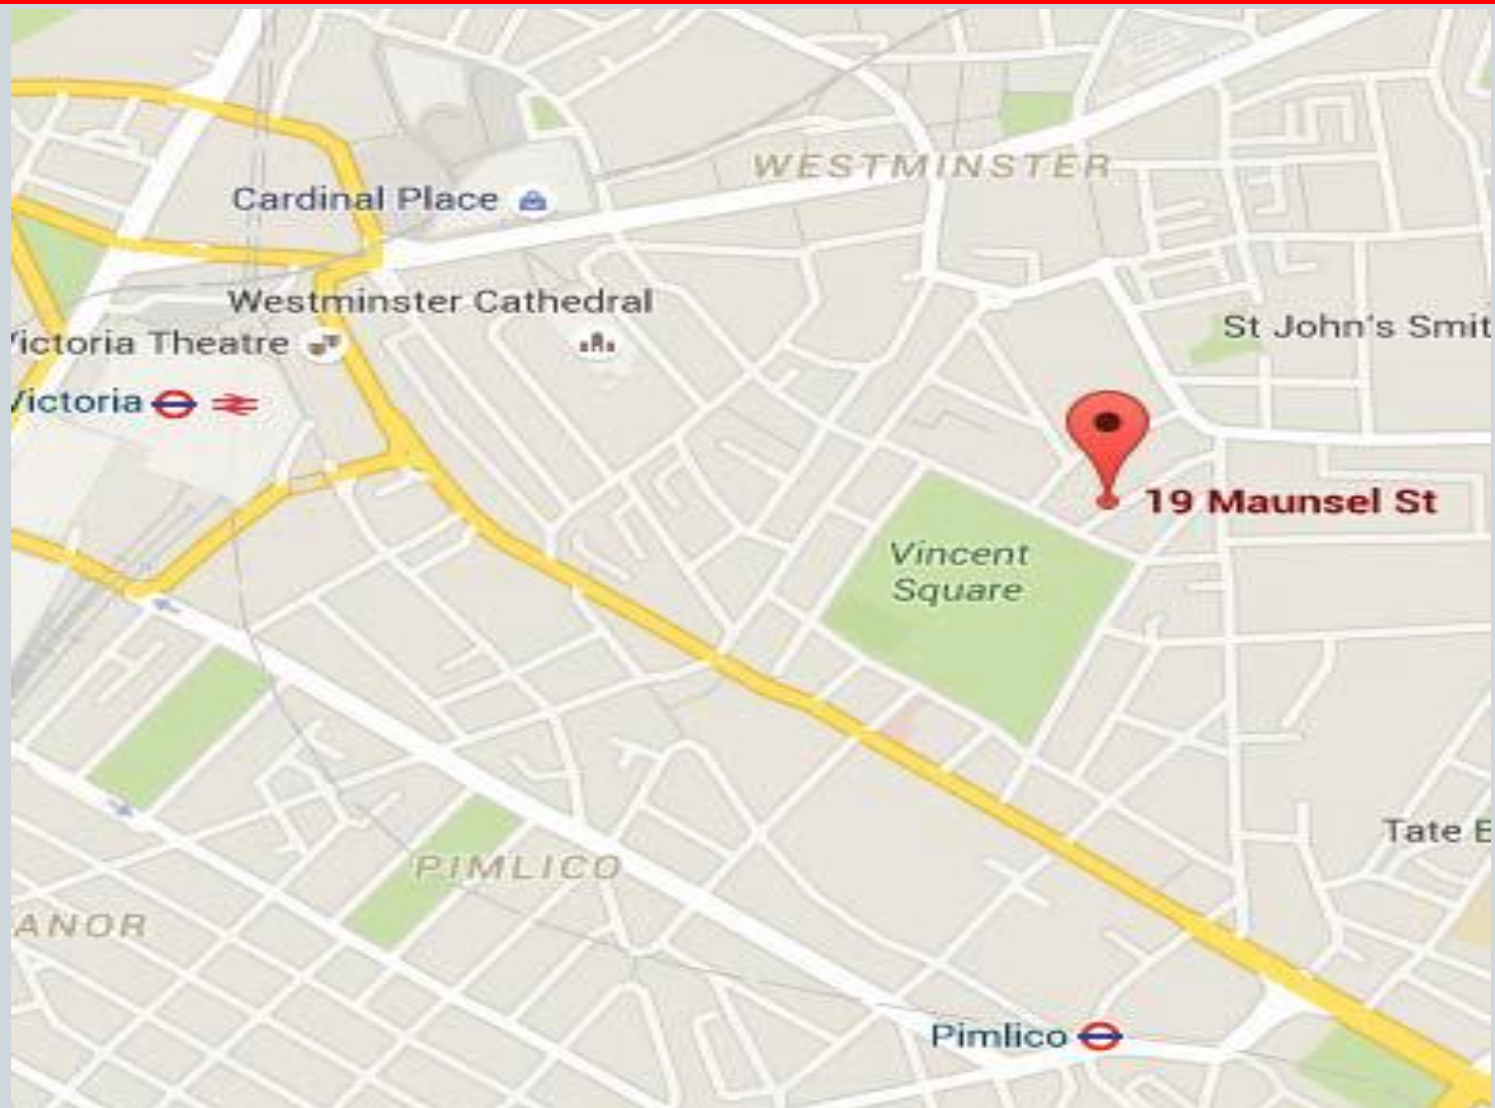 WESTMINSTER
Cardinal Place
Westminster Cathedral
St John's Smit
ictoria Theatre
ictoria
19 Maunsel St
Vincent
Square
Tate
PIMLICO
ANOR
Pimlico